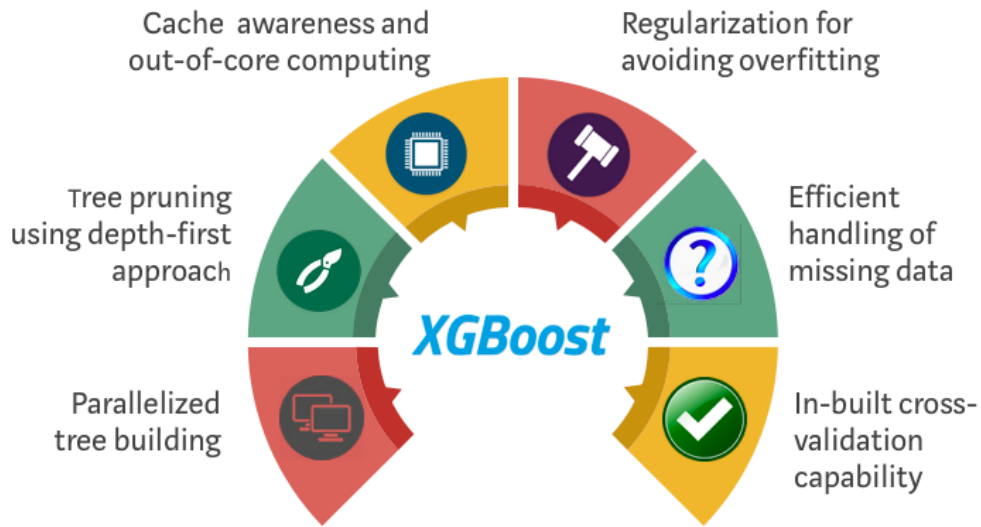 Cache awareness and
out-of-core computing
Regularization for
avoiding overfitting
Tree pruning
using depth-first
approach
Efficient
handling of
missing data
?
XGBoost
Parallelized
tree building
In-built cross-
validation
capability